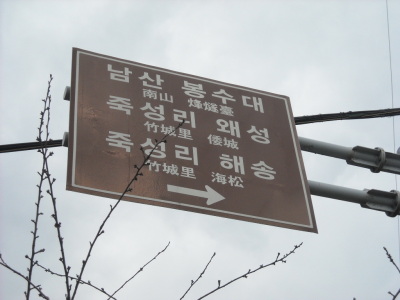 남산 봉수대
南山 烽燧臺
죽성리 왜성
竹城里 倭城
죽성리 해송
竹城里 海松